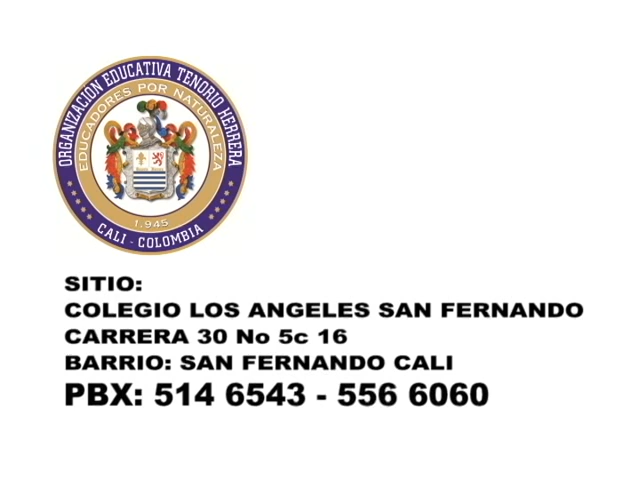 ORGANIZACION EDUCATIVA TENORIO HERRERA
EDUCADORES POR NATURALEZA
1.945
CALI - COLOMBIA
SITIO:
COLEGIO LOS ANGELES SAN FERNANDO
CARRERA 30 No 5c 16
BARRIO: SAN FERNANDO CALI
PBX: 514 6543 - 556 6060